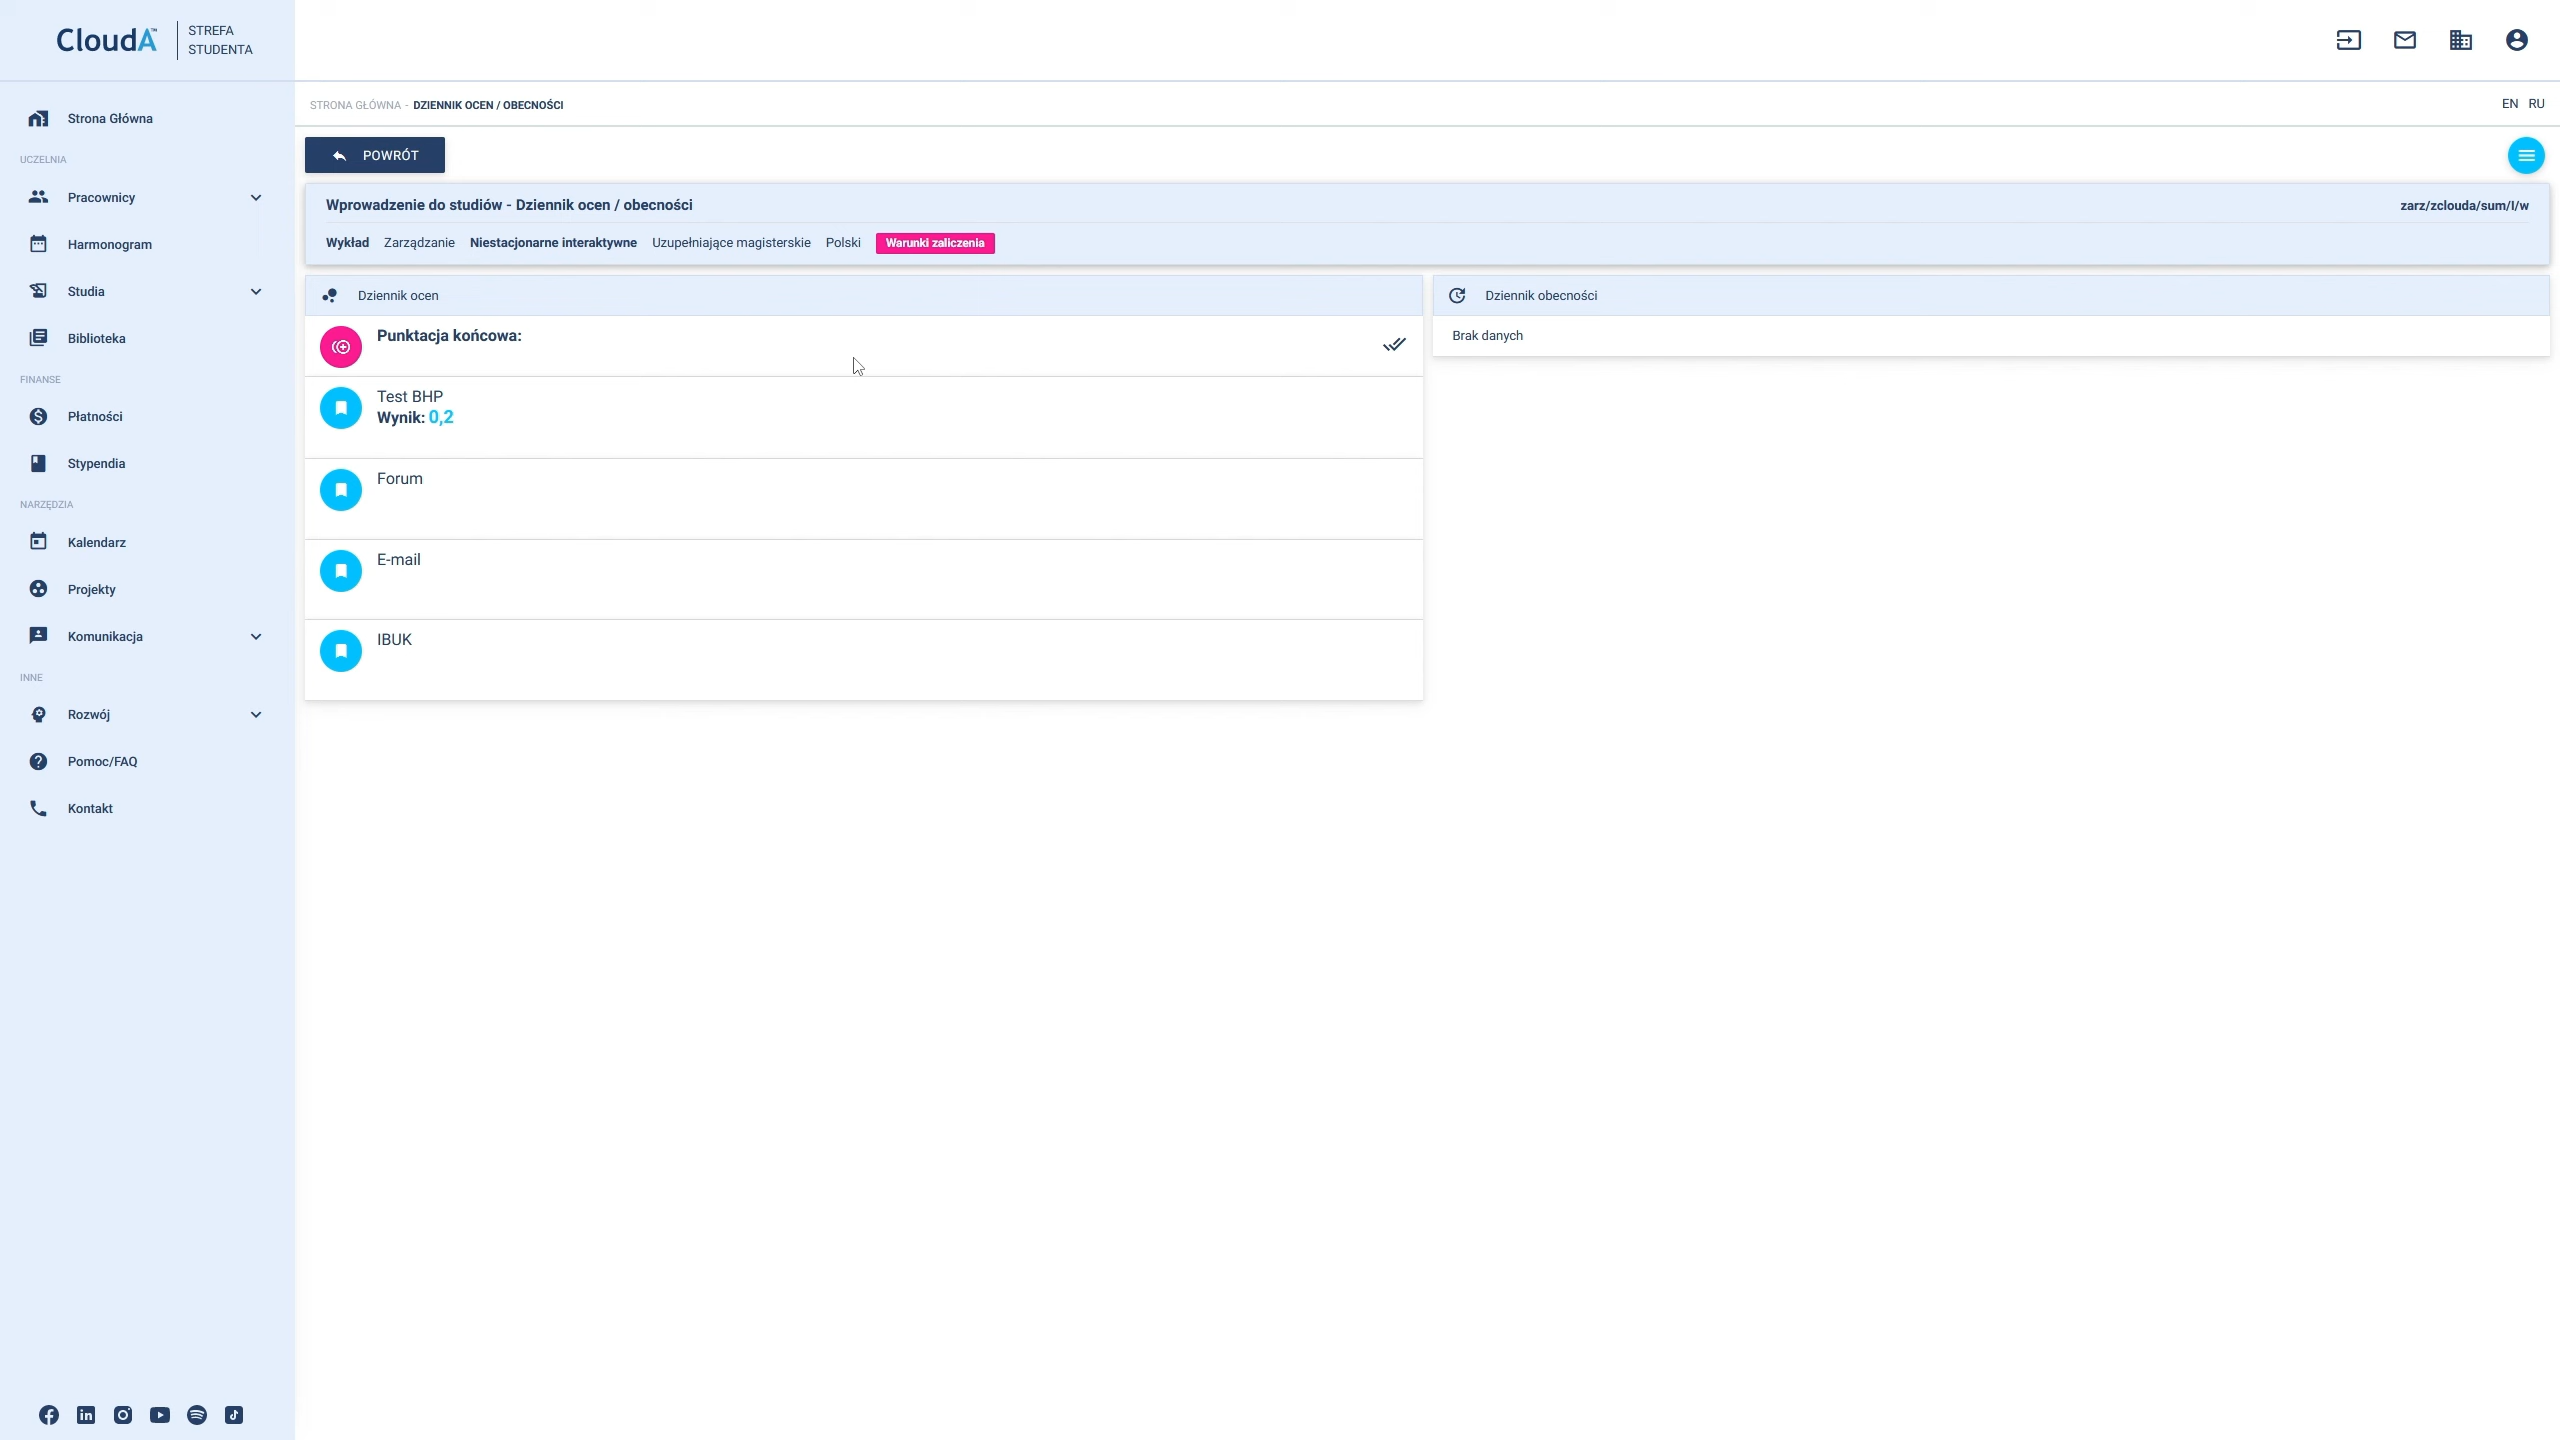 CloudA™
STREFA
STUDENTA
STRONA GŁÓWNA - DZIENNIK OCEN / OBECNOŚCI
EN RU
Strona Główna
UCZELNIA
Pracownicy
Harmonogram
Studia
Biblioteka
FINANSE
Płatności
Stypendia
NARZĘDZIA
Kalendarz
Projekty
Komunikacja
INNE
Rozwój
Pomoc/FAQ
Kontakt
POWRÓT
Wprowadzenie do studiów - Dziennik ocen / obecności
zarz/zclouda/sum/I/w
Wykład Zarządzanie Niestacjonarne interaktywne Uzupełniające magisterskie Polski Warunki zaliczenia
Dziennik ocen
Punktacja końcowa:
Test BHP
Wynik: 0,2
Forum
E-mail
IBUK
Dziennik obecności
Brak danych